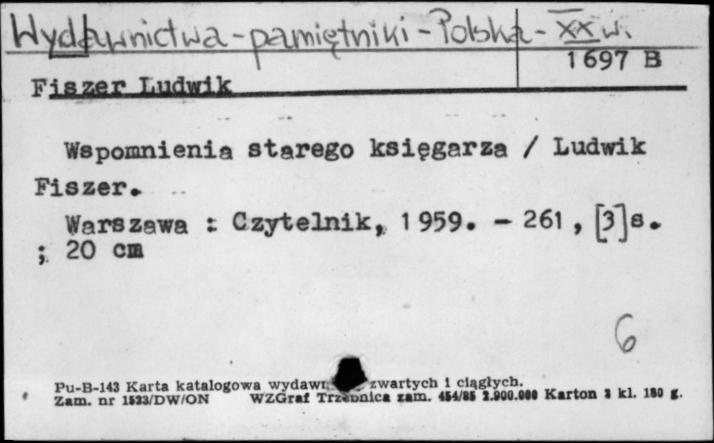 Wydawnictwa - pamiętniki - Polska - XX w.
1697 B
Fiszer Ludwik
Wspomnienia starego księgarza / Ludwik
Fiszer.
Warszawa : Czytelnik, 1959. - 261, [3]s.
; 20 cm
6
Pu-B-143 Karta katalogowa wydawn zwartych i ciągłych.
Zam. nr 1523/DW/ON WZGraf Trzebnica zam. 454/85 2.900.000 Karton 3 kl. 180 g.